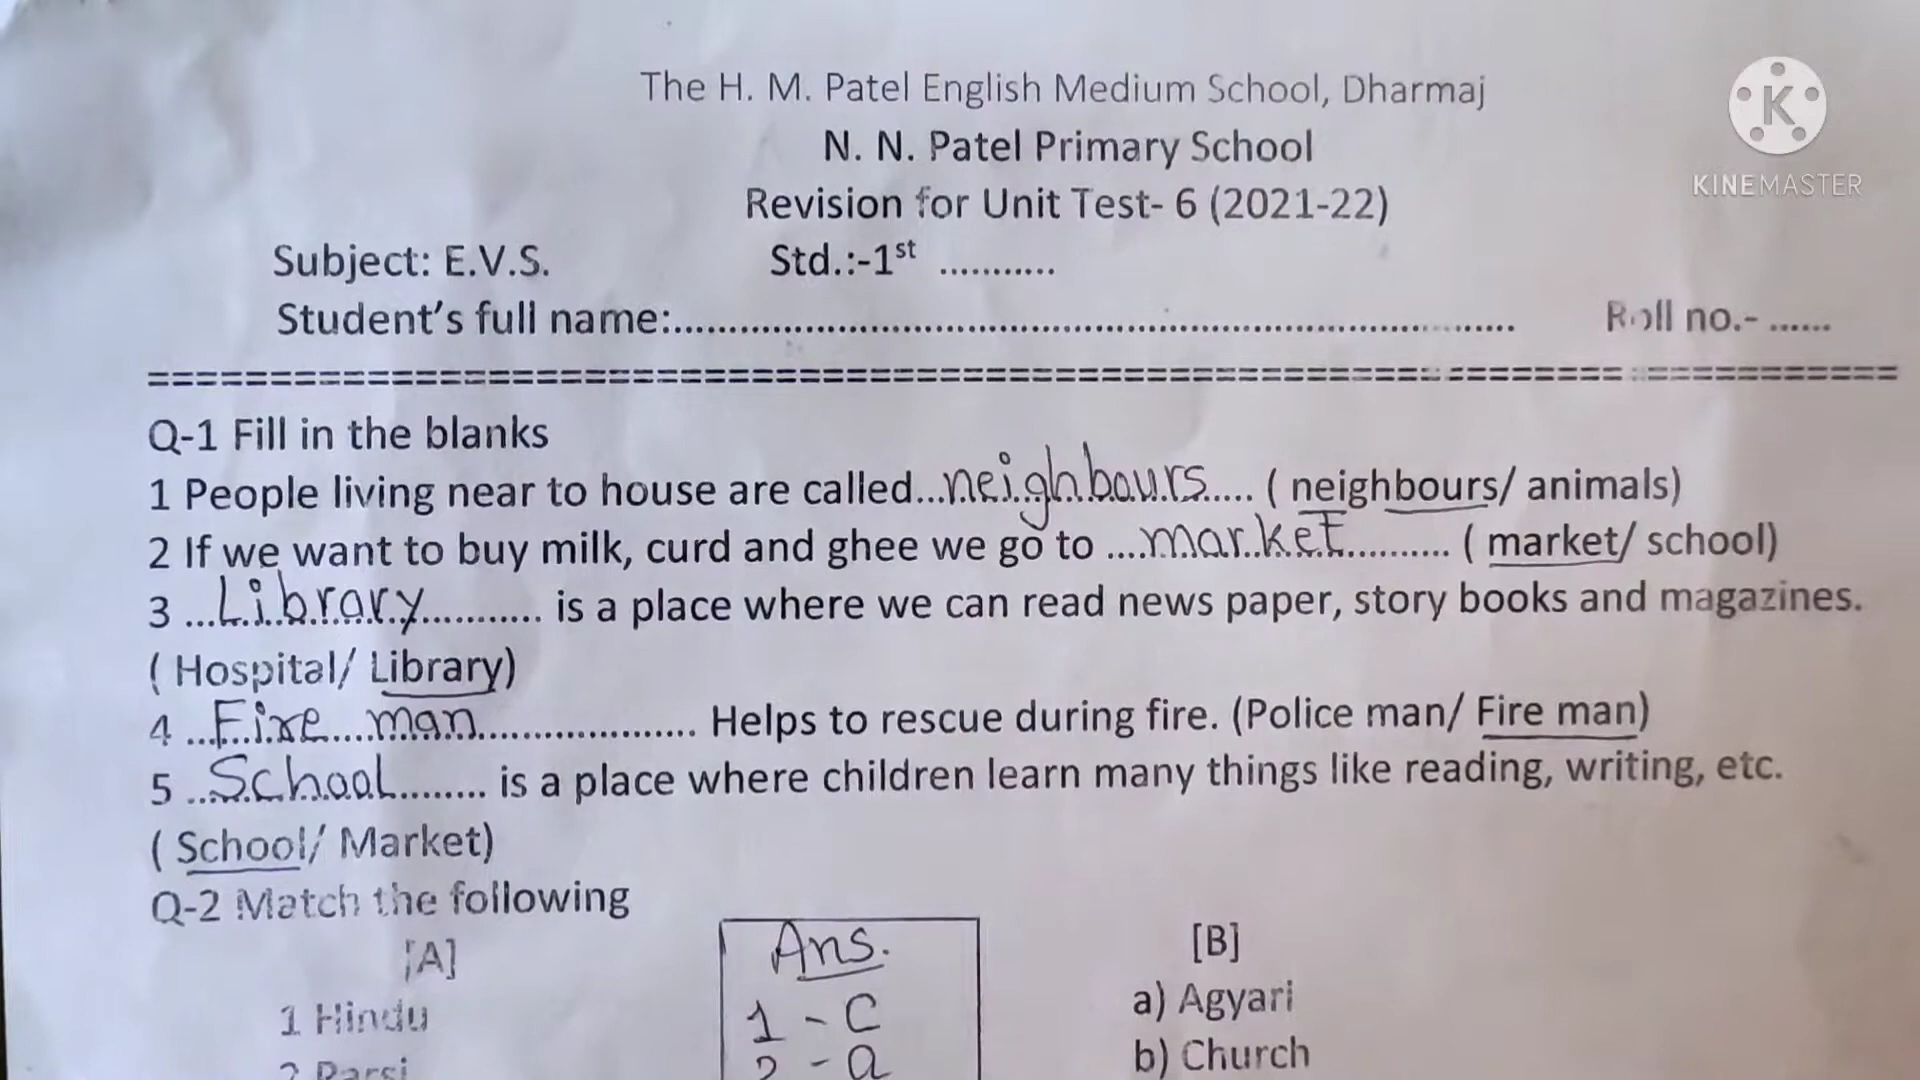 The H. M. Patel English Medium School, Dharmaj
KINEMASTER
N. N. Patel Primary School
Revision for Unit Test- 6 (2021-22)
Subject: E.V.S. Std.:-1st ...........
Student's full name:............................................................................ Roll no.- ......
Q-1 Fill in the blanks
1 People living near to house are called...neighbours.... ( neighbours/ animals)
2 If we want to buy milk, curd and ghee we go to ....market.......... ( market/ school)
3 ...Library........... is a place where we can read news paper, story books and magazines.
( Hospital/ Library)
4 ...Fire man.................... Helps to rescue during fire. (Police man/ Fire man)
5 ...School........ is a place where children learn many things like reading, writing, etc.
( School/ Market)
Q-2 Match the following
[A] Ans. [B]
1 Hindu 1 - C a) Agyari
2 Parsi 2 - a b) Church